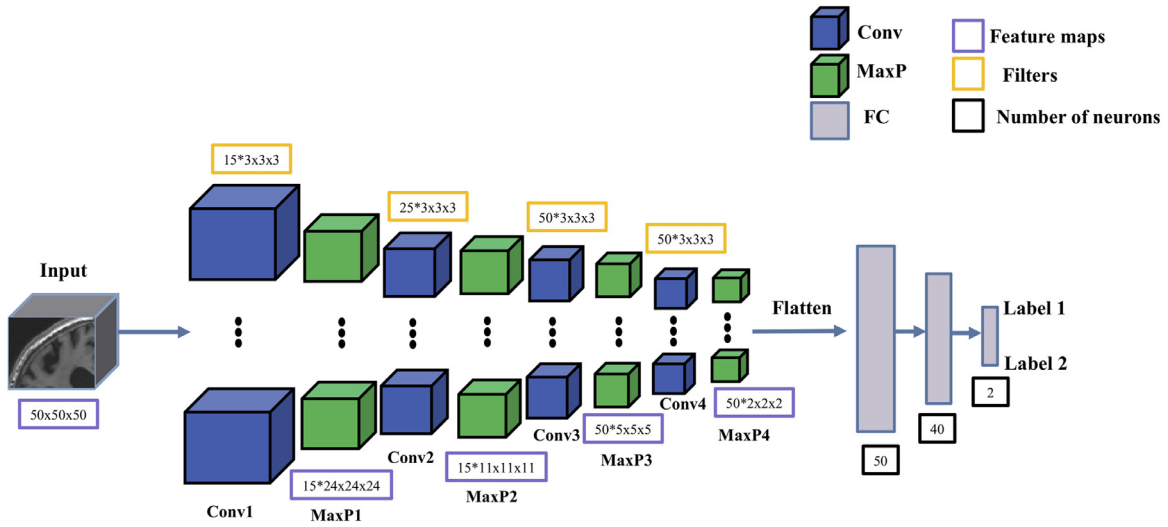 Conv
Feature maps
MaxP
Filters
FC
Number of neurons
15*3x3x3
25*3x3x3
50*3x3x3
50*3x3x3
Input
Flatten
Label 1
Label 2
50x50x50
Conv4
2
50*2x2x2
Conv3
50*5x5x5
40
Conv2
MaxP4
15*11x11x11
MaxP3
50
15*24x24x24
MaxP2
Conv1
MaxP1